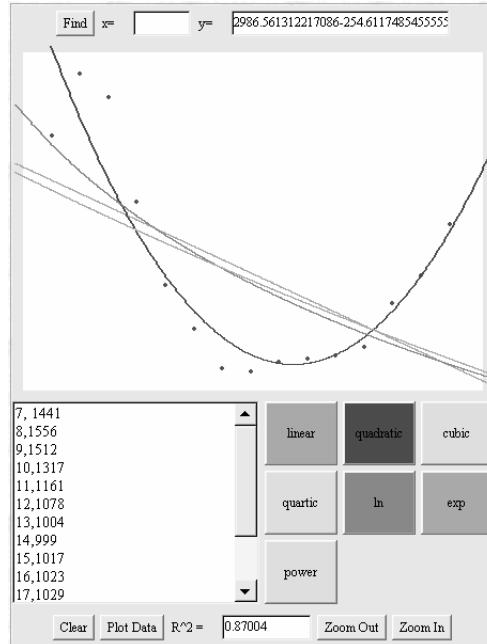 Find x= y= 2986.561312217086-254.6117485455555
7, 1441
8,1556
9,1512
10,1317
11,1161
12,1078
13,1004
14,999
15,1017
16,1023
17,1029
linear quadratic cubic
quartic ln exp
power
Clear Plot Data R^2 = 0.87004 Zoom Out Zoom In